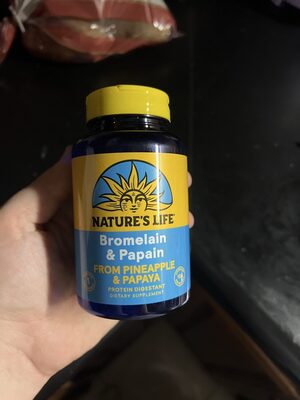 NATURE'S LIFE
Bromelain
& Papain
FROM PINEAPPLE
& PAPAYA
PROTEIN DIGESTANT
DIETARY SUPPLEMENT